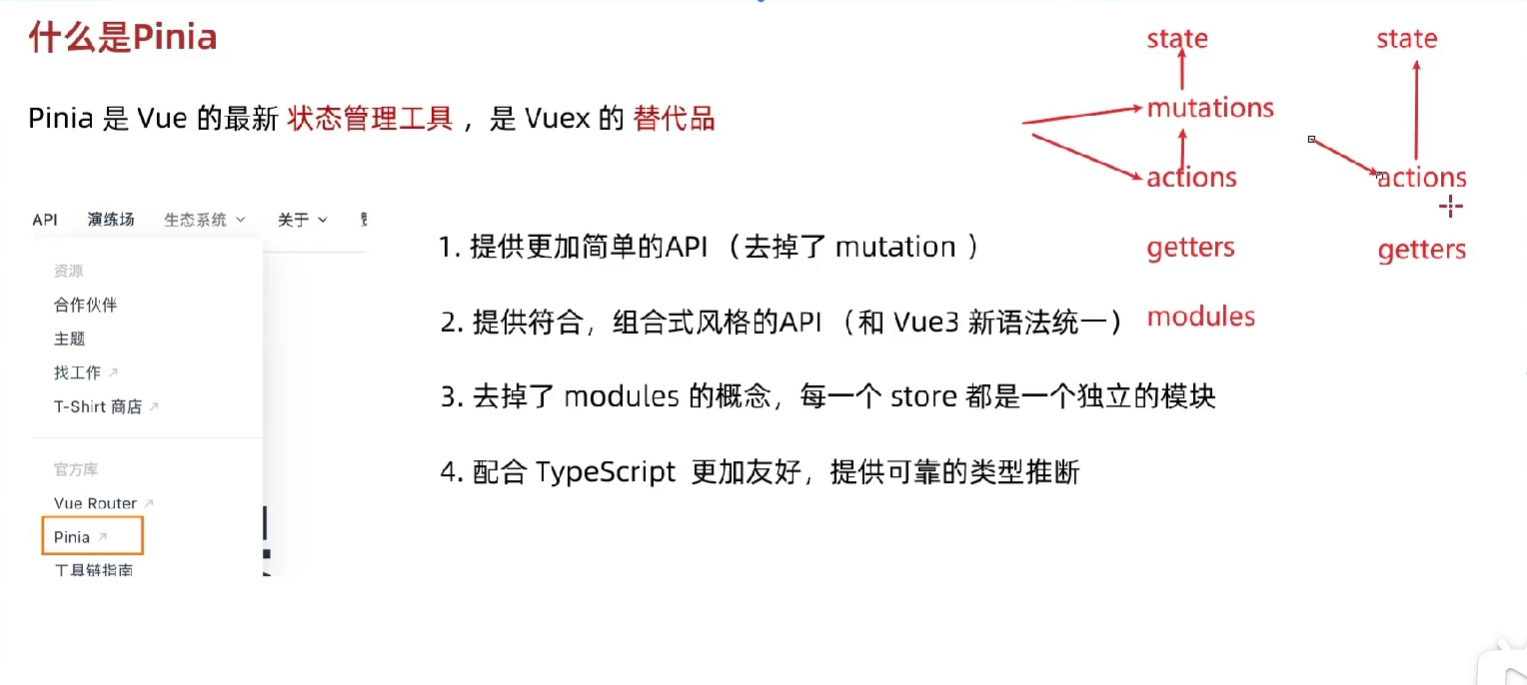 什么是Pinia
Pinia 是 Vue 的最新 状态管理工具 ，是 Vuex 的 替代品
state
mutations
actions
getters
modules
state
actions
getters
API 演练场 生态系统 关于
资源
合作伙伴
主题
找工作
T-Shirt 商店
官方库
Vue Router
Pinia
工具链指南
1. 提供更加简单的API （去掉了 mutation ）
2. 提供符合，组合式风格的API （和 Vue3 新语法统一）
3. 去掉了 modules 的概念，每一个 store 都是一个独立的模块
4. 配合 TypeScript 更加友好，提供可靠的类型推断